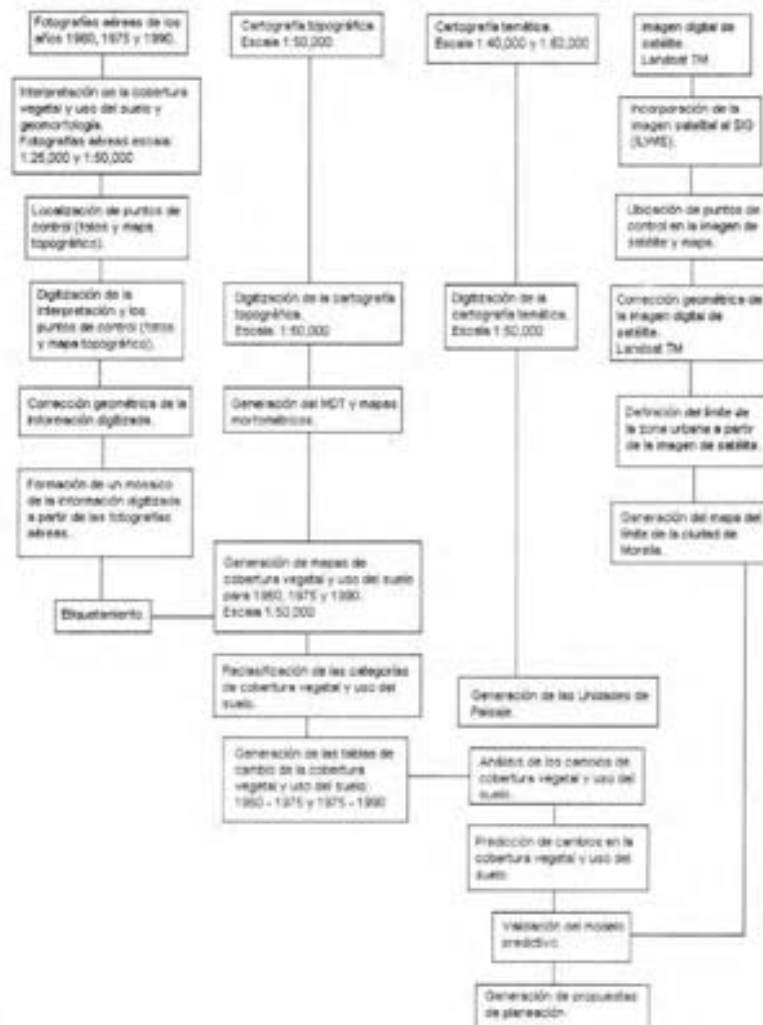 Fotografías aéreas de los
años 1960, 1975 y 1990.
Interpretación de la cobertura
vegetal y uso del suelo y
geomorfología.
Fotografías aéreas escala
1:25,000 y 1:50,000
Localización de puntos de
control (fotos y mapa
topográfico).
Digitización de la
interpretación y los
puntos de control (fotos
y mapa topográfico).
Corrección geométrica de la
información digitizada.
Formación de un mosaico
de la información digitizada
a partir de las fotografías
aéreas.
Etiquetamiento.
Cartografía topográfica.
Escala 1:50,000
Digitización de la cartografía
topográfica.
Escala: 1:50,000
Generación del MDT y mapas
morfométricos.
Generación de mapas de
cobertura vegetal y uso del suelo
para 1960, 1975 y 1990.
Escala 1:50,000
Reclasificación de las categorías
de cobertura vegetal y uso del
suelo.
Generación de las tablas de
cambio de la cobertura
vegetal y uso del suelo
1960 - 1975 y 1975 - 1990
Cartografía temática.
Escala 1:40,000 y 1:50,000
Digitización de la
cartografía temática.
Escala 1:50,000
Generación de las Unidades de
Paisaje.
Análisis de los cambios de
cobertura vegetal y uso del
suelo.
Predicción de cambios en la
cobertura vegetal y uso del
suelo.
Validación del modelo
predictivo.
Generación de propuestas
de planeación
Imagen digital de
satélite.
Landsat TM
Incorporación de la
imagen satelital al SIG
(ILWIS).
Ubicación de puntos de
control en la imagen de
satélite y mapa.
Corrección geométrica de
la imagen digital de
satélite.
Landsat TM
Definición del límite de
la zona urbana a partir
de la imagen de satélite.
Generación del mapa del
límite de la ciudad de
Morelia.